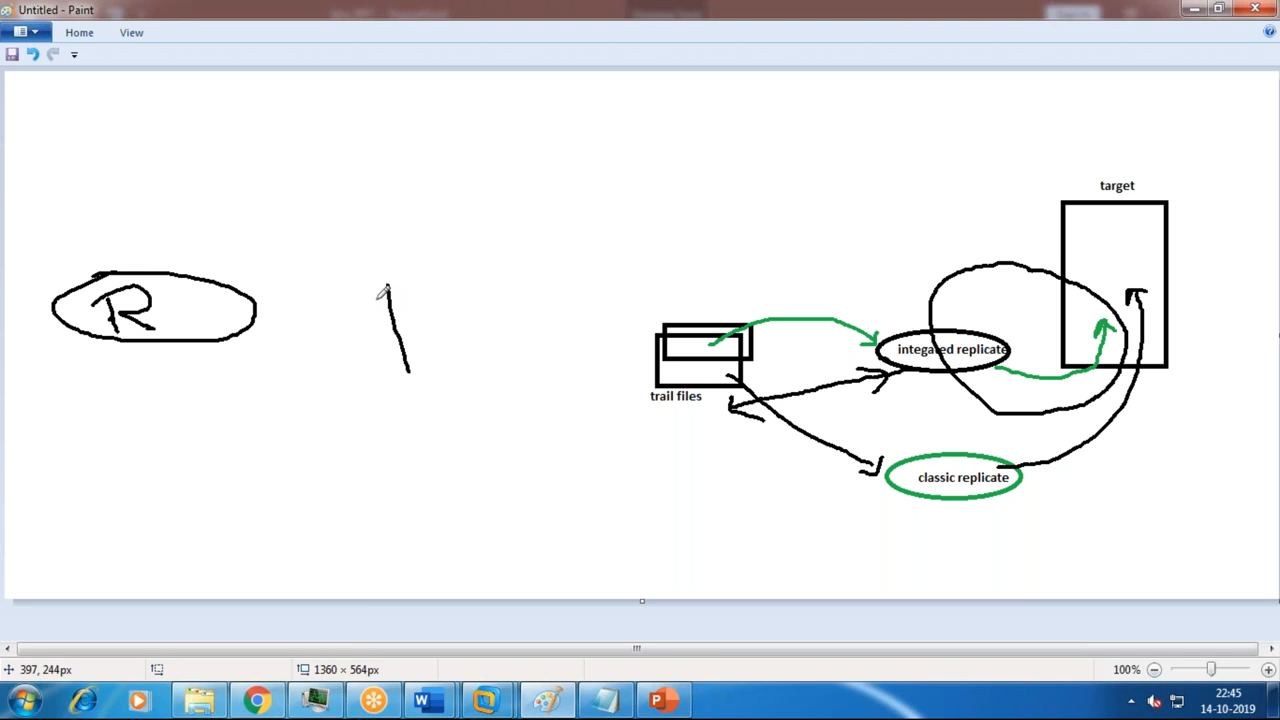 Untitled - Paint
Home View
target
R
integated replicate
trail files
classic replicate
397, 244px
1360 × 564px
100%
22:45
14-10-2019